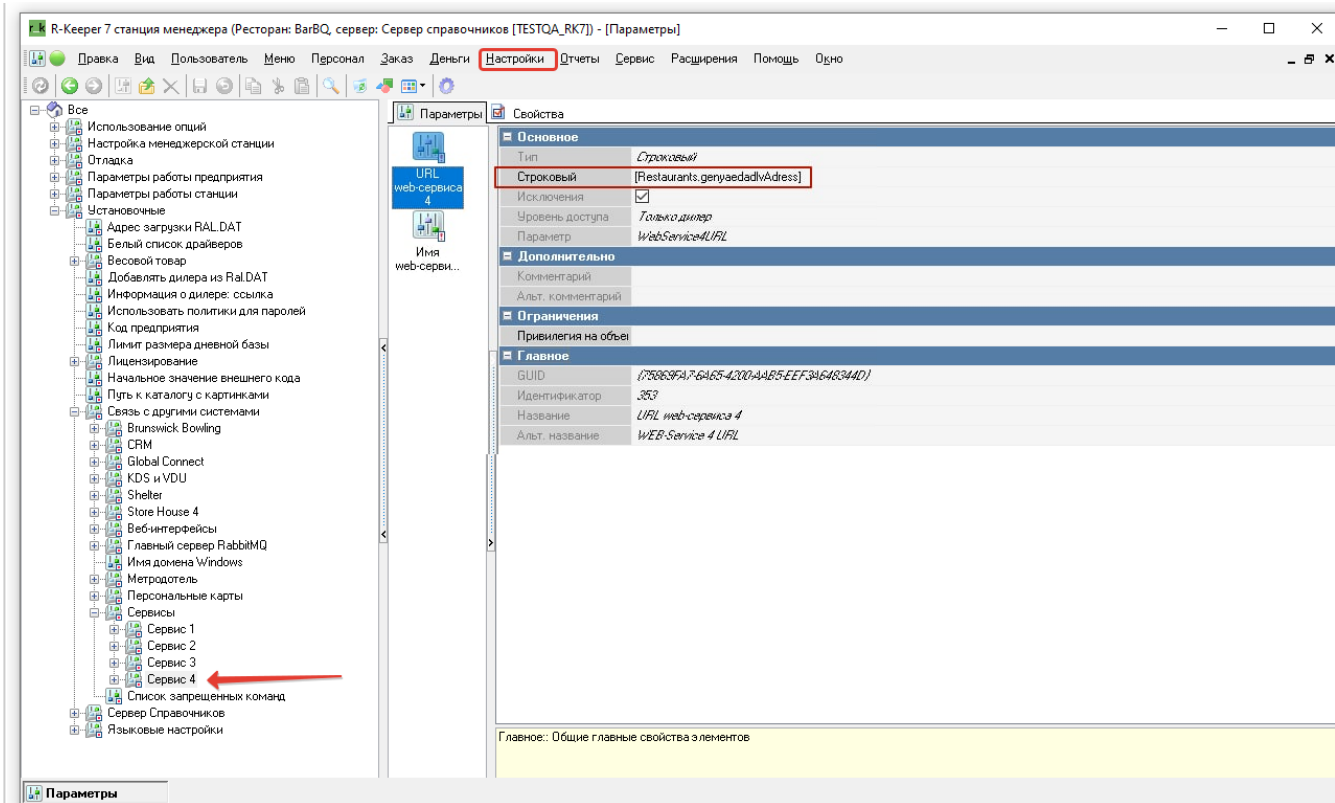 R-Keeper 7 станция менеджера (Ресторан: BarBQ, сервер: Сервер справочников [TESTQA_RK7]) - [Параметры]
Правка Вид Пользователь Меню Персонал Заказ Деньги Настройки Отчеты Сервис Расширения Помощь Окно
Все
Использование опций
Настройка менеджерской станции
Отладка
Параметры работы предприятия
Параметры работы станции
Установочные
Адрес загрузки RAL.DAT
Белый список драйверов
Весовой товар
Добавлять дилера из Ral.DAT
Информация о дилере: ссылка
Использовать политики для паролей
Код предприятия
Лимит размера дневной базы
Лицензирование
Начальное значение внешнего кода
Путь к каталогу с картинками
Связь с другими системами
Brunswick Bowling
CRM
Global Connect
KDS и VDU
Shelter
Store House 4
Веб-интерфейсы
Главный сервер RabbitMQ
Имя домена Windows
Метродотель
Персональные карты
Сервисы
Сервис 1
Сервис 2
Сервис 3
Сервис 4
Список запрещенных команд
Сервер Справочников
Языковые настройки
Параметры
URL
web-сервиса
4
Имя
web-серви...
Свойства
Основное
Тип Строковый
Строковый [Restaurants.genyaedadlvAdress]
Исключения
Уровень доступа Только дилер
Параметр WebService4URL
Дополнительно
Комментарий
Альт. комментарий
Ограничения
Привилегия на объе
Главное
GUID {75869FA7-6A65-4200-AAB5-EEF3A648344D}
Идентификатор 353
Название URL web-сервиса 4
Альт. название WEB-Service 4 URL
Главное:: Общие главные свойства элементов
Параметры